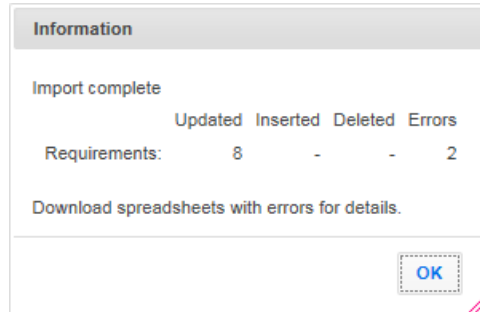 Information
Import complete
Updated Inserted Deleted Errors
Requirements: 8 - - 2
Download spreadsheets with errors for details.
OK